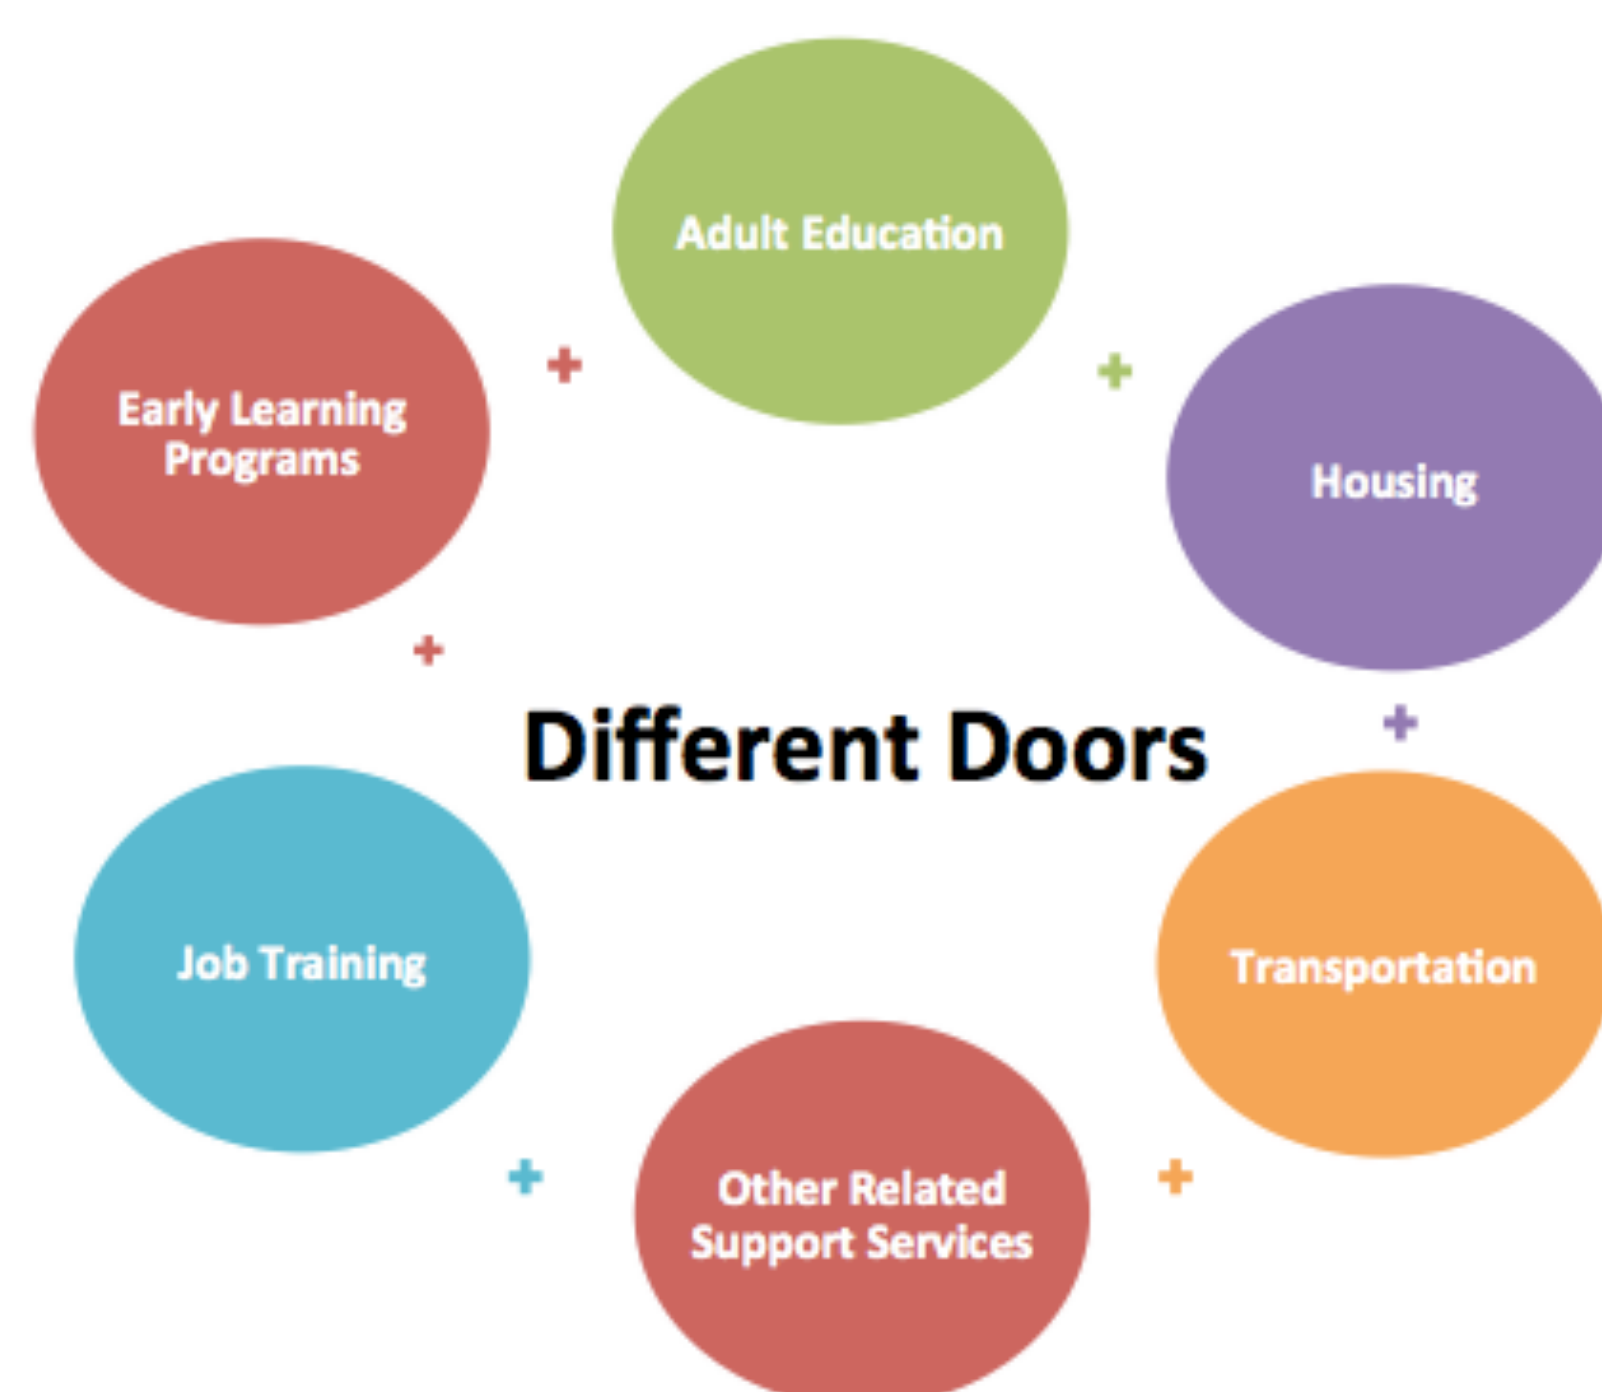 Adult Education
Early Learning
Programs
Housing
Different Doors
Job Training
Transportation
Other Related
Support Services